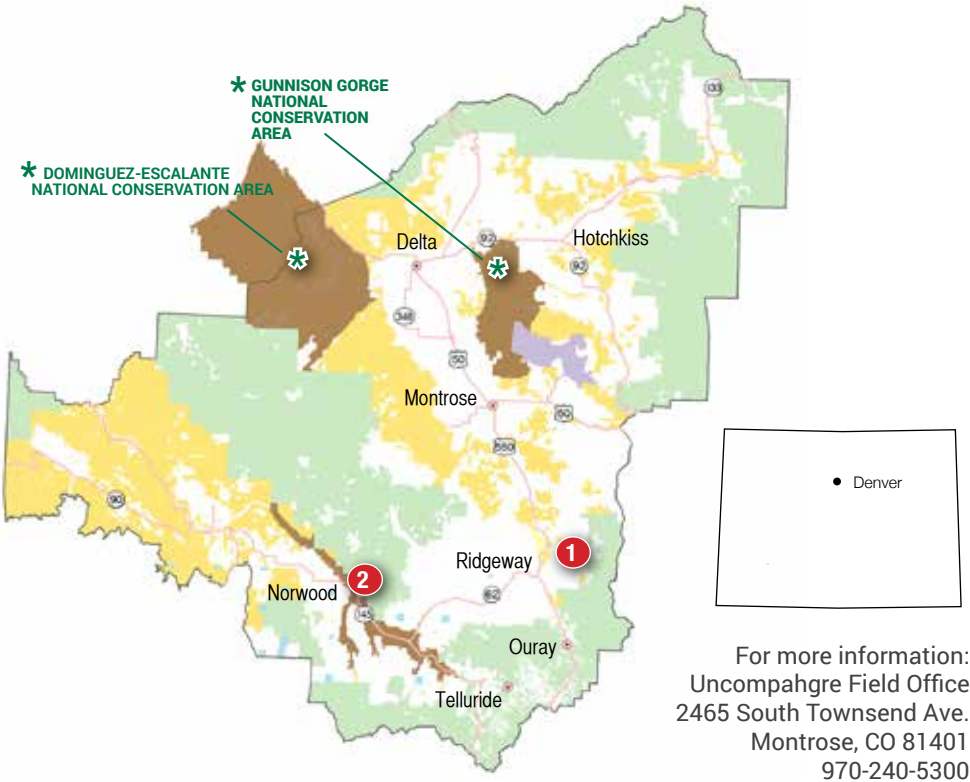 * GUNNISON GORGE
NATIONAL
CONSERVATION
AREA
* DOMINGUEZ-ESCALANTE
NATIONAL CONSERVATION AREA
133
Delta
92
Hotchkiss
*
*
92
348
50
Montrose
50
550
90
Denver
Ridgeway
1
2
Norwood
62
145
Ouray
Telluride
For more information:
Uncompahgre Field Office
2465 South Townsend Ave.
Montrose, CO 81401
970-240-5300